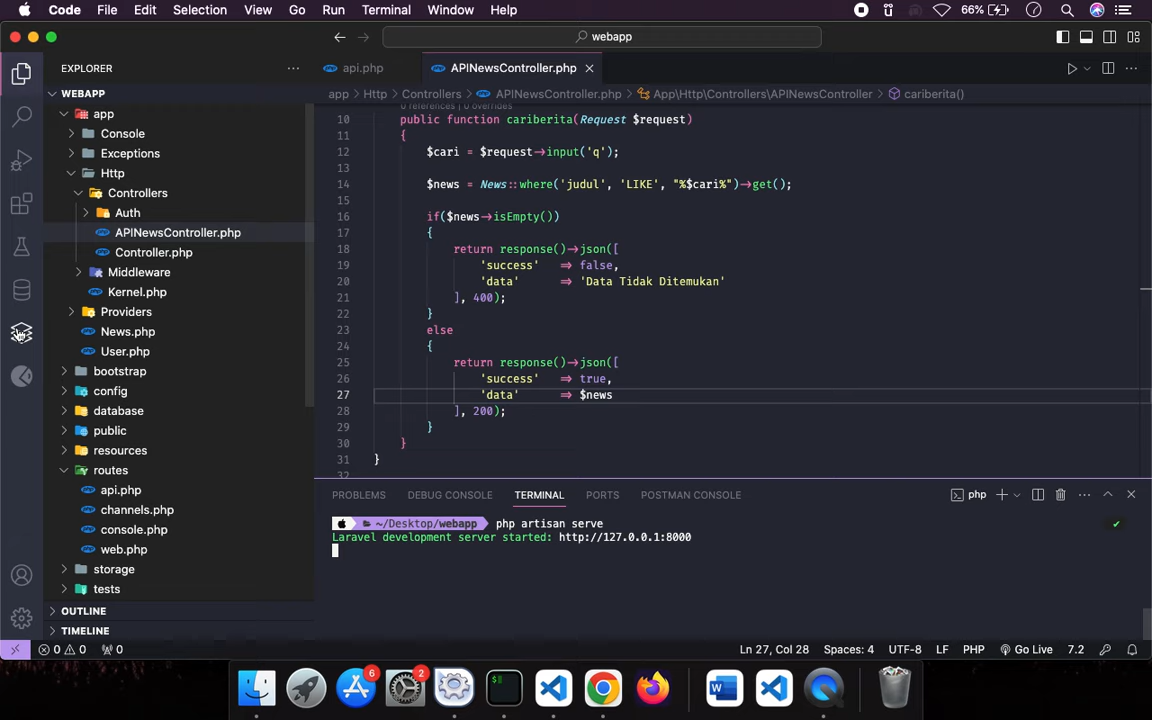 Code File Edit Selection View Go Run Terminal Window Help 66%
webapp
EXPLORER
WEBAPP
app
Console
Exceptions
Http
Controllers
Auth
APINewsController.php
Controller.php
Middleware
Kernel.php
Providers
News.php
User.php
bootstrap
config
database
public
resources
routes
api.php
channels.php
console.php
web.php
storage
tests
OUTLINE
TIMELINE
api.php APINewsController.php
app > Http > Controllers > APINewsController.php > App\Http\Controllers\APINewsController > cariberita()
0 references | 0 overrides
10 public function cariberita(Request $request)
11 {
12 $cari = $request->input('q');
13
14 $news = News::where('judul', 'LIKE', "%$cari%")->get();
15
16 if($news->isEmpty())
17 {
18 return response()->json([
19 'success' => false,
20 'data' => 'Data Tidak Ditemukan'
21 ], 400);
22 }
23 else
24 {
25 return response()->json([
26 'success' => true,
27 'data' => $news
28 ], 200);
29 }
30 }
31 }
32
PROBLEMS DEBUG CONSOLE TERMINAL PORTS POSTMAN CONSOLE php
~/Desktop/webapp php artisan serve
Laravel development server started: http://127.0.0.1:8000
0 0 0 Ln 27, Col 28 Spaces: 4 UTF-8 LF PHP Go Live 7.2
6 2